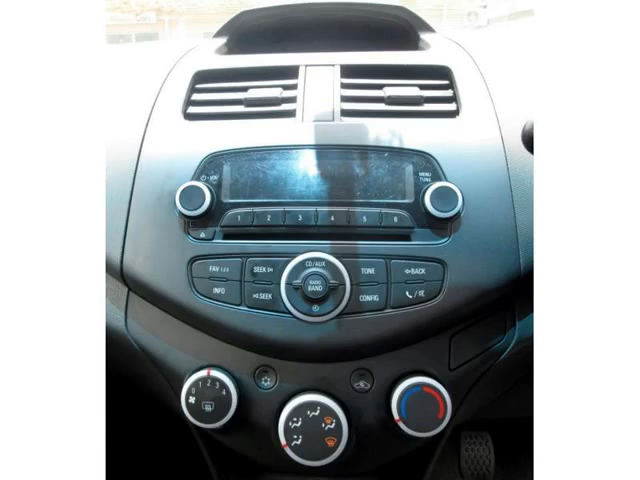 VOL
MENU
TUNE
1 2 3 4 5 6
CD/AUX
FAV 1 2 3
SEEK
TONE
BACK
RADIO
BAND
INFO
SEEK
CONFIG
0 1 2 3 4